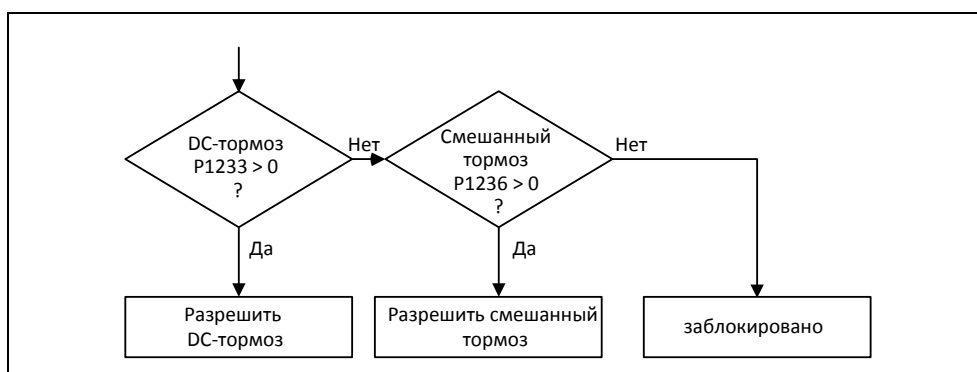 DC-тормоз
P1233 > 0
?
Нет
Смешанный
тормоз
P1236 > 0
?
Нет
Да
Да
Разрешить
DC-тормоз
Разрешить смешанный
тормоз
заблокировано